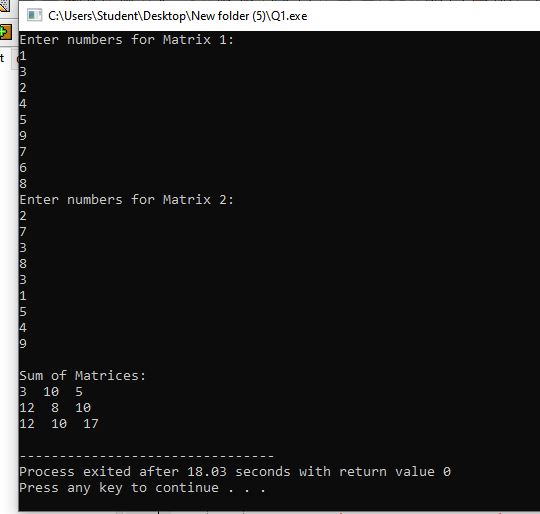 C:\Users\Student\Desktop\New folder (5)\Q1.exe
Enter numbers for Matrix 1:
1
3
2
4
5
9
7
6
8
Enter numbers for Matrix 2:
2
7
3
8
3
1
5
4
9
Sum of Matrices:
3  10  5
12  8  10
12  10  17
--------------------------------
Process exited after 18.03 seconds with return value 0
Press any key to continue . . .